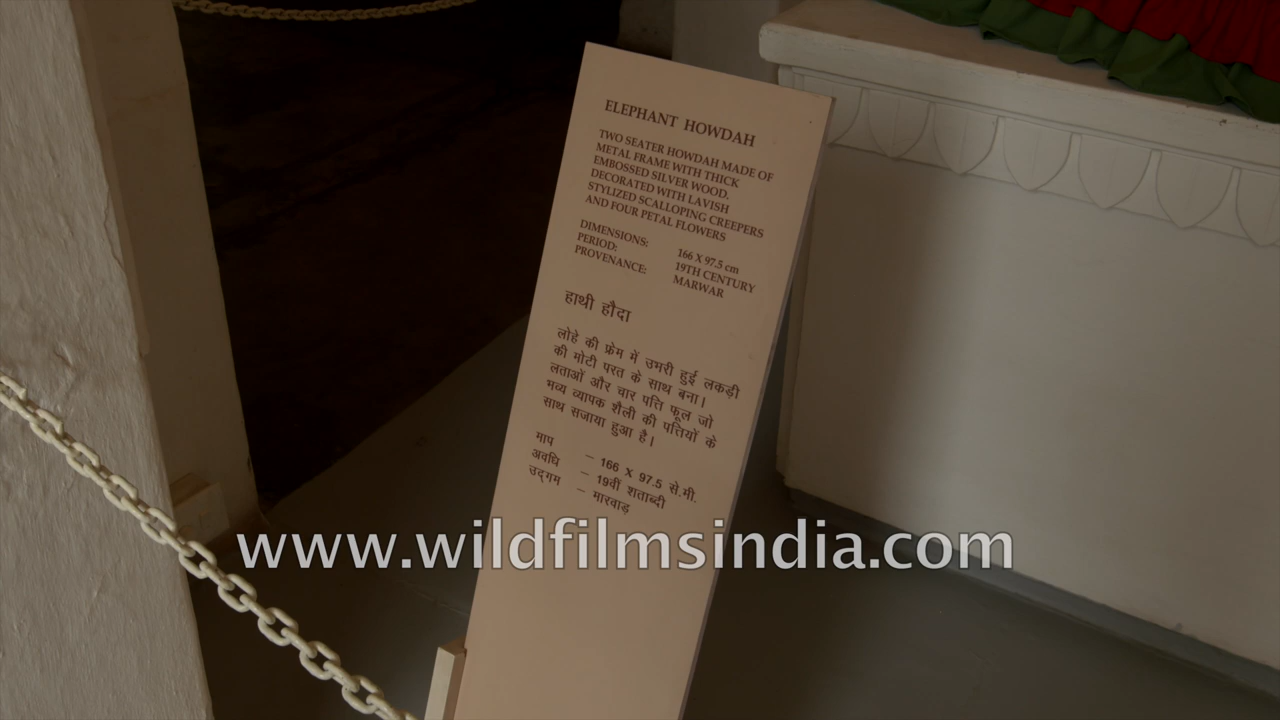 ELEPHANT HOWDAH
TWO SEATER HOWDAH MADE OF
METAL FRAME WITH THICK
EMBOSSED SILVER WOOD.
DECORATED WITH LAVISH
STYLIZED SCALLOPING CREEPERS
AND FOUR PETAL FLOWERS
DIMENSIONS: 166 X 97.5 cm
PERIOD: 19TH CENTURY
PROVENANCE: MARWAR
हाथी हौदा
लोहे की फ्रेम में उभरी हुई लकड़ी
की मोटी परत के साथ बना।
लताओं और चार पत्ति फूल जो
भव्य व्यापक शैली की पत्तियों के
साथ सजाया हुआ है।
माप – 166 X 97.5 से.मी.
अवधि – 19वीं शताब्दी
उद्गम – मारवाड़
www.wildfilmsindia.com